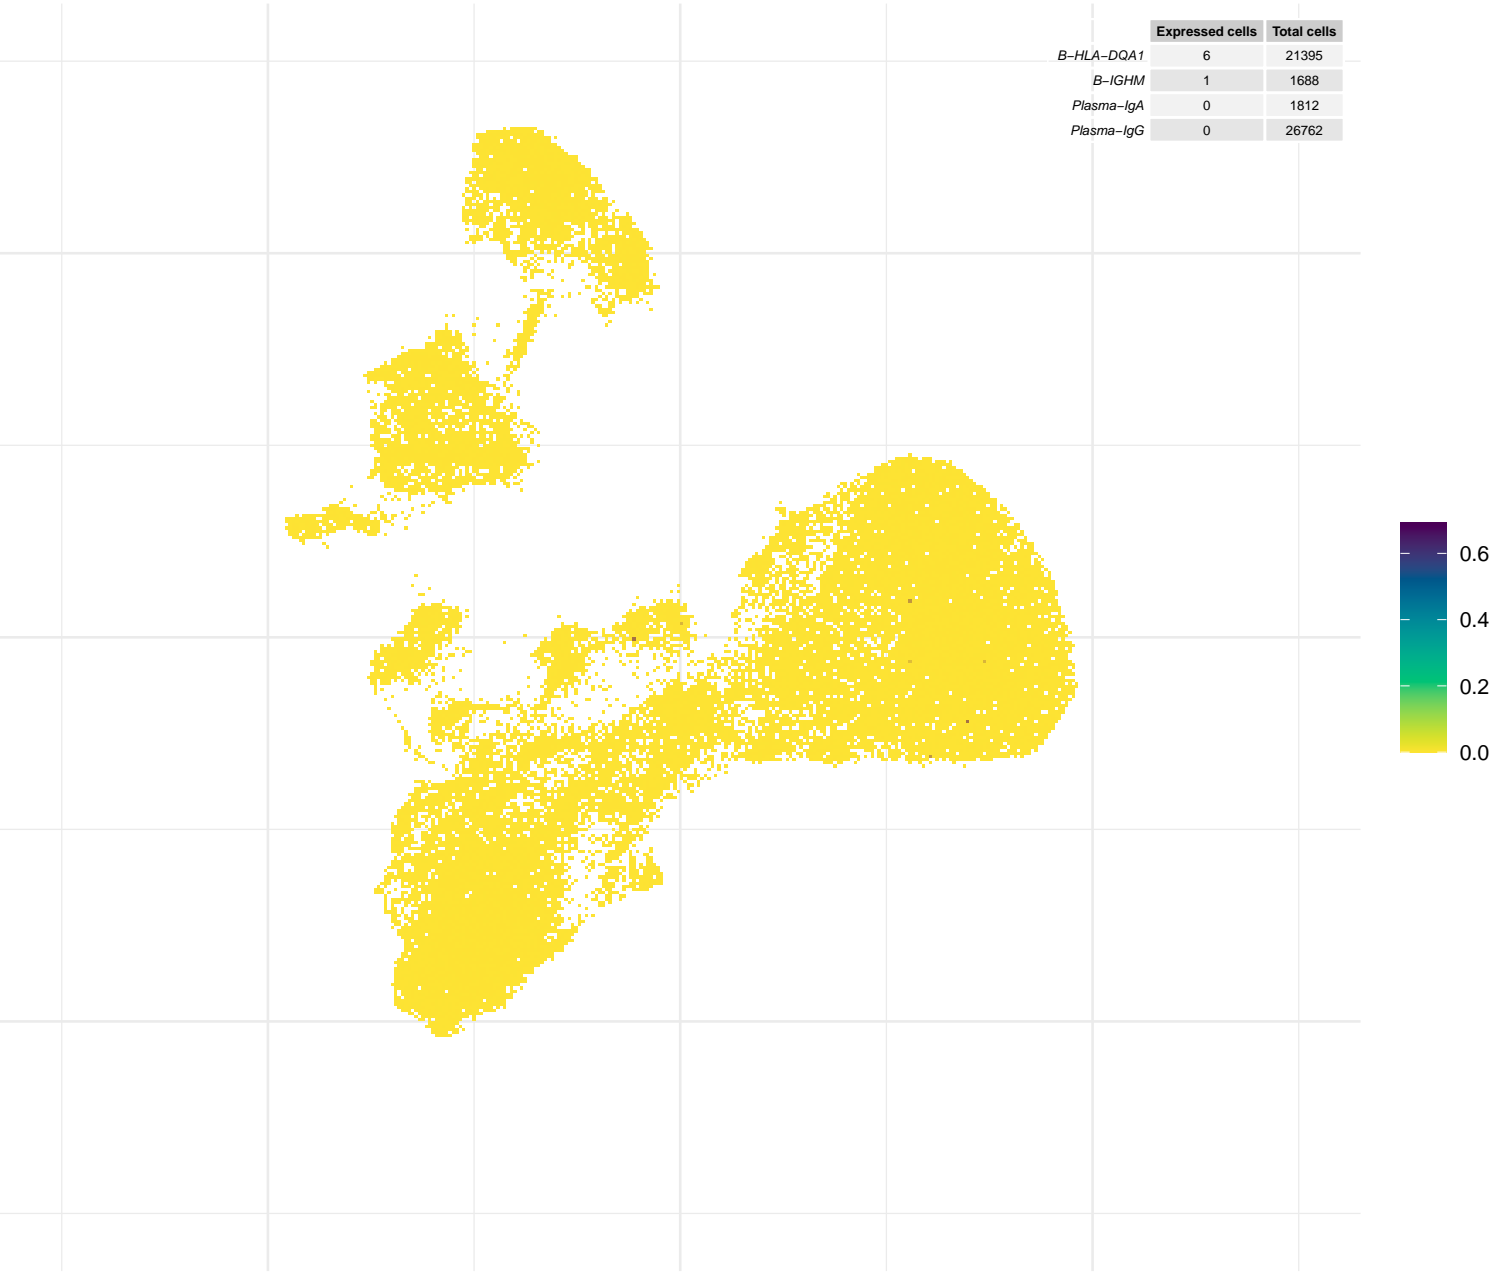 Expressed cells Total cells
B−HLA−DQA1 6 21395
B−IGHM 1 1688
Plasma−IgA 0 1812
Plasma−IgG 0 26762
0.6
0.4
0.2
0.0